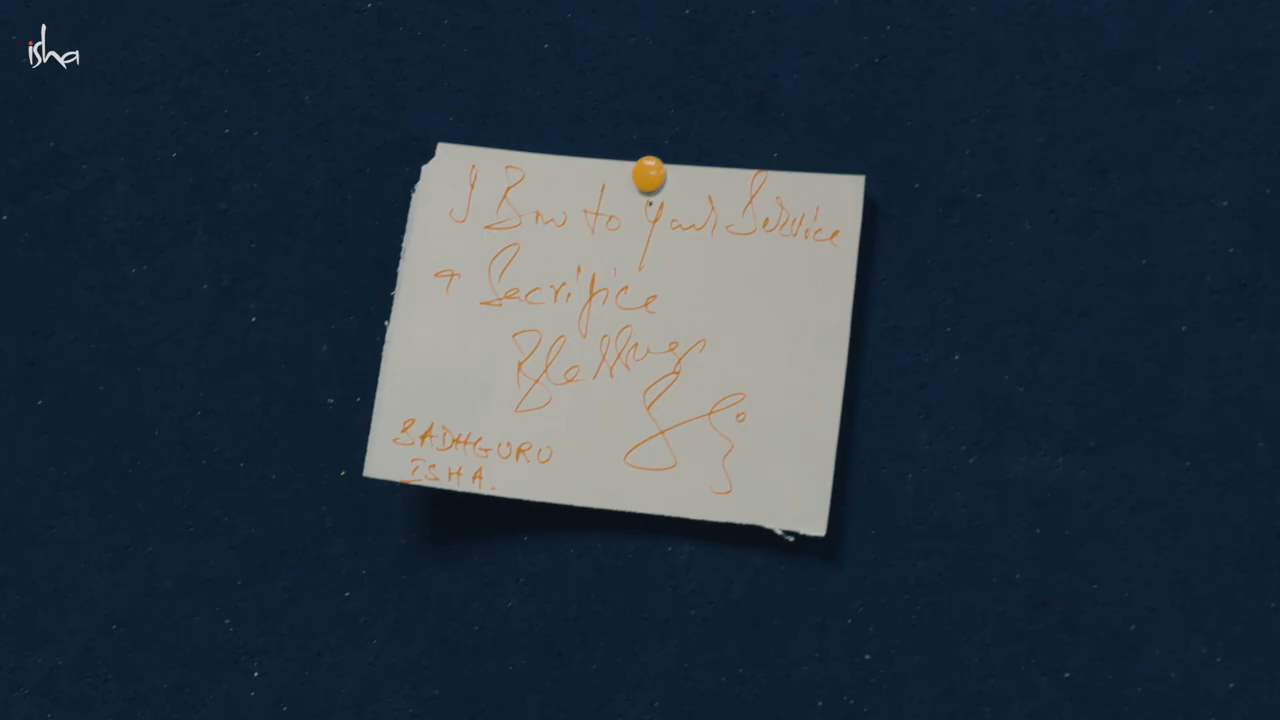 isha
I Bow to your Service
& Sacrifice
Blessings
SADHGURU
ISHA.